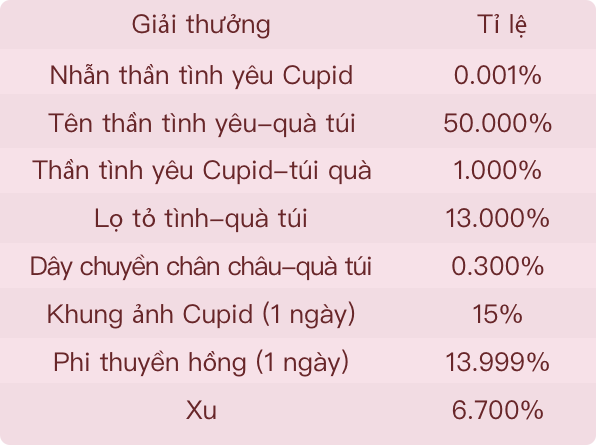 Giải thưởng Tỉ lệ
Nhẫn thần tình yêu Cupid 0.001%
Tên thần tình yêu-quà túi 50.000%
Thần tình yêu Cupid-túi quà 1.000%
Lọ tỏ tình-quà túi 13.000%
Dây chuyền chân châu-quà túi 0.300%
Khung ảnh Cupid (1 ngày) 15%
Phi thuyền hồng (1 ngày) 13.999%
Xu 6.700%